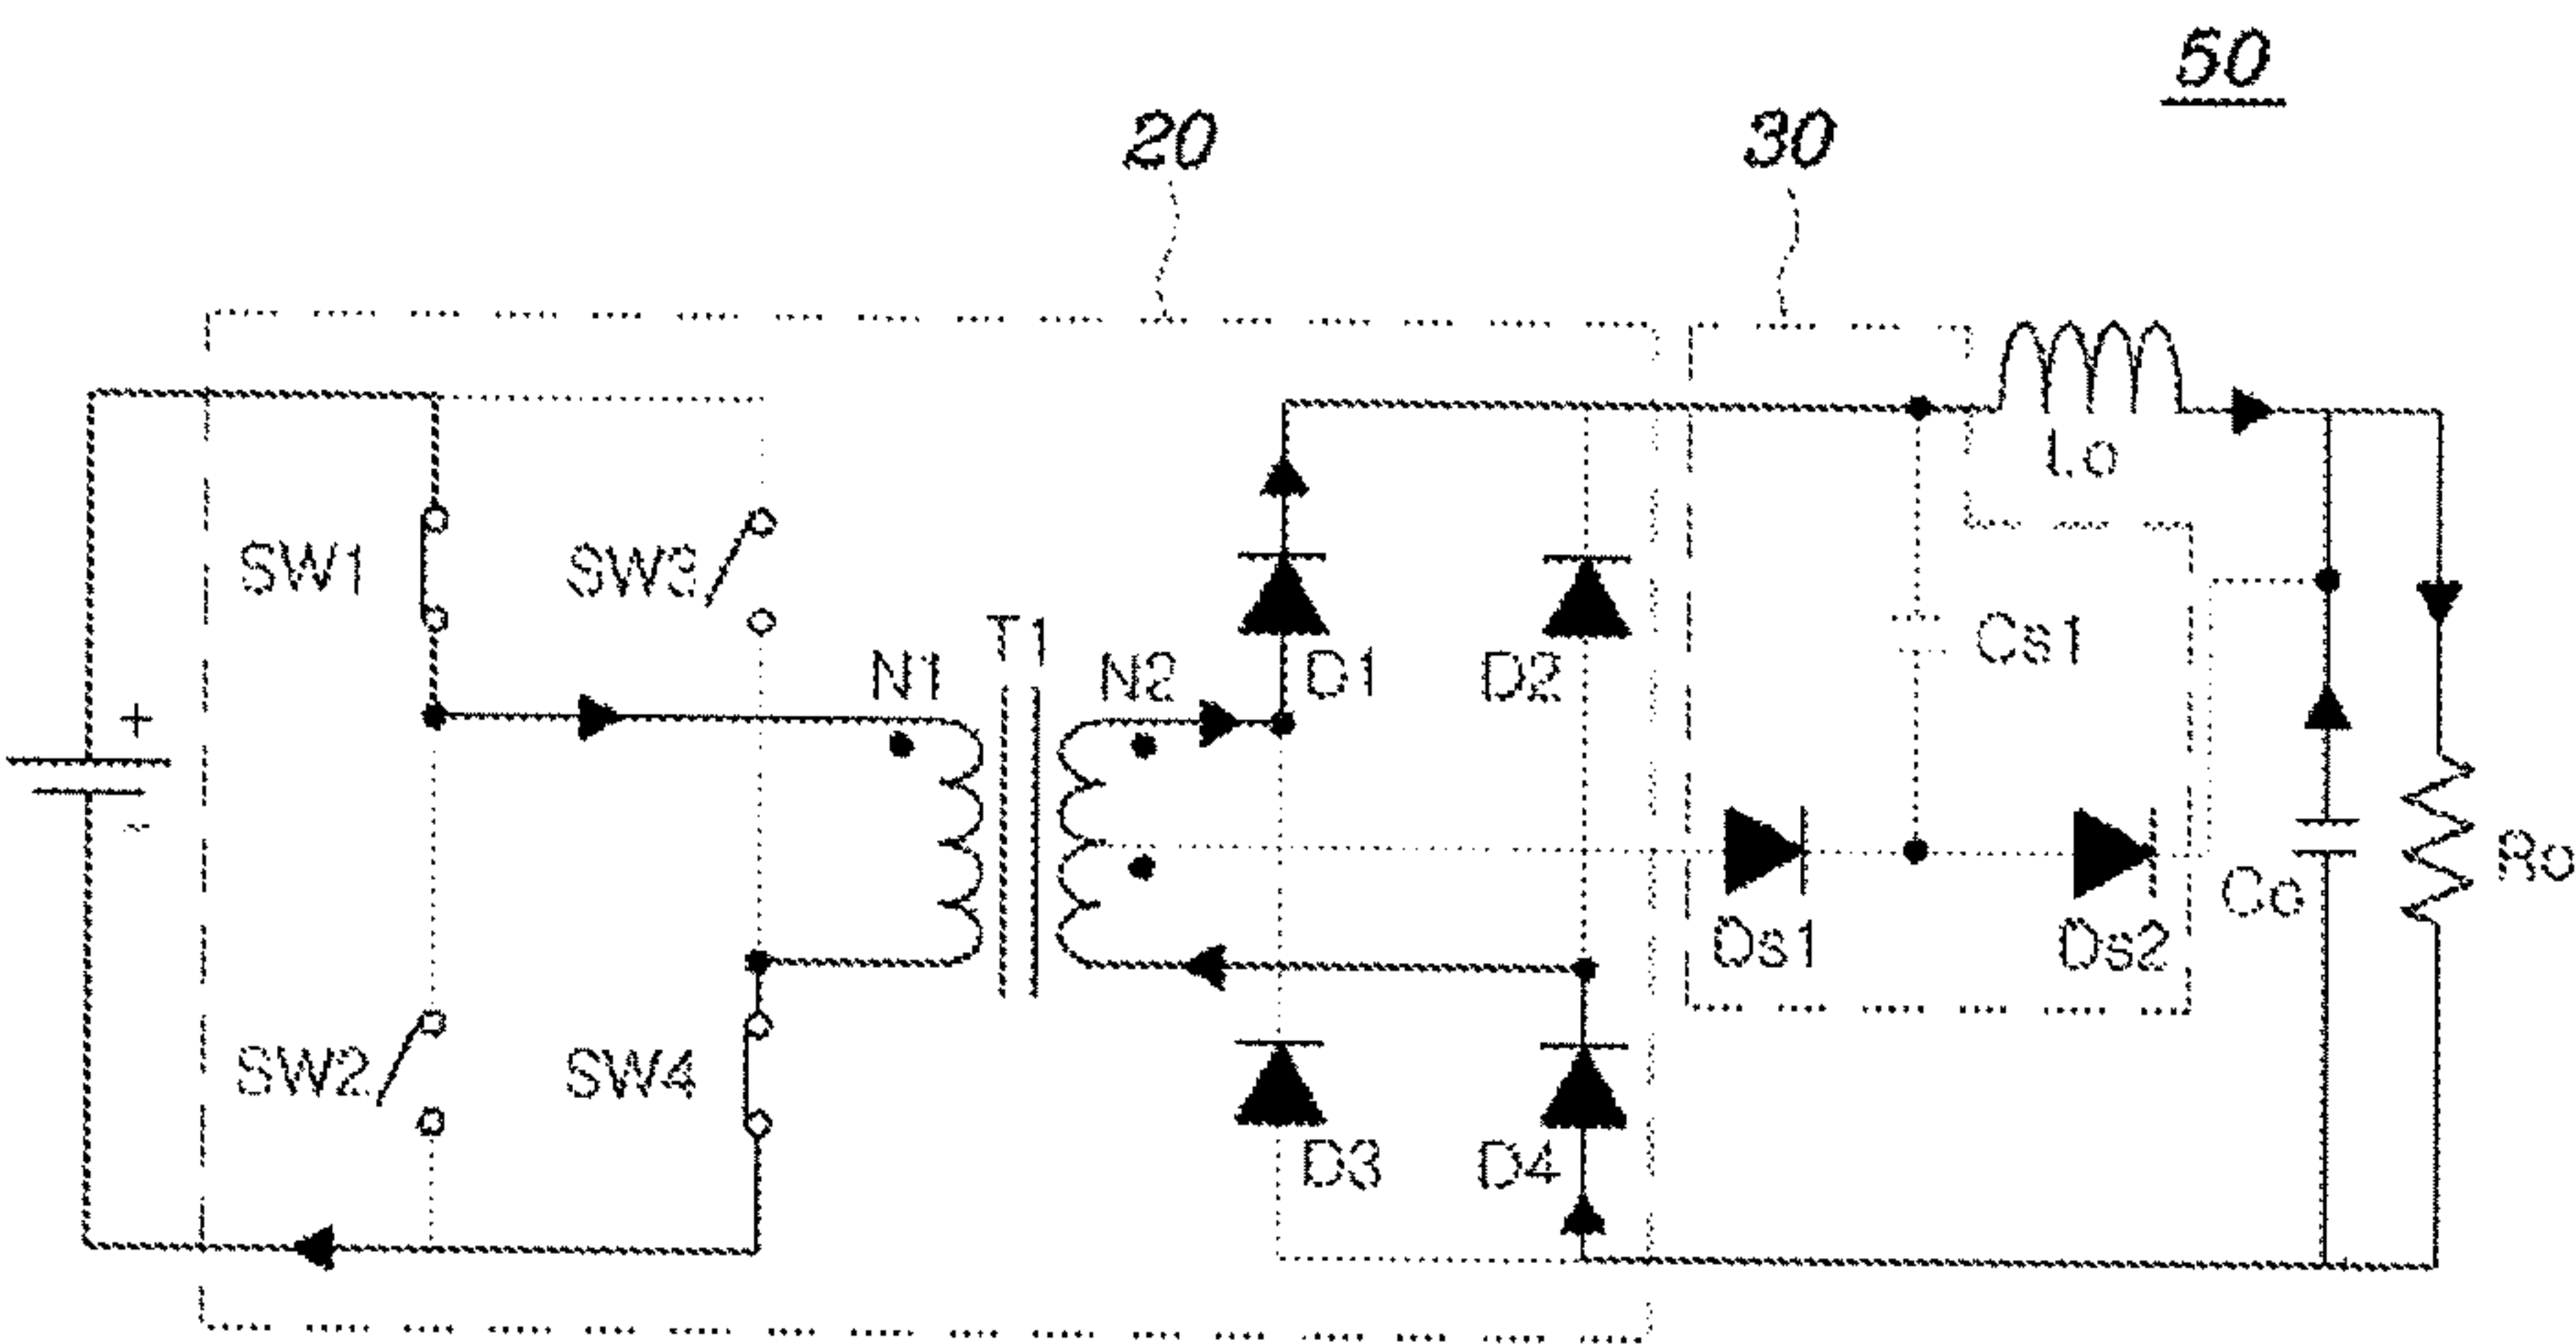 50
20
30
Lo
SW1
SW3
T1
N1
N2
D1
D2
Cs1
+
-
Ds1
Ds2
Co
Ro
SW2
SW4
D3
D4